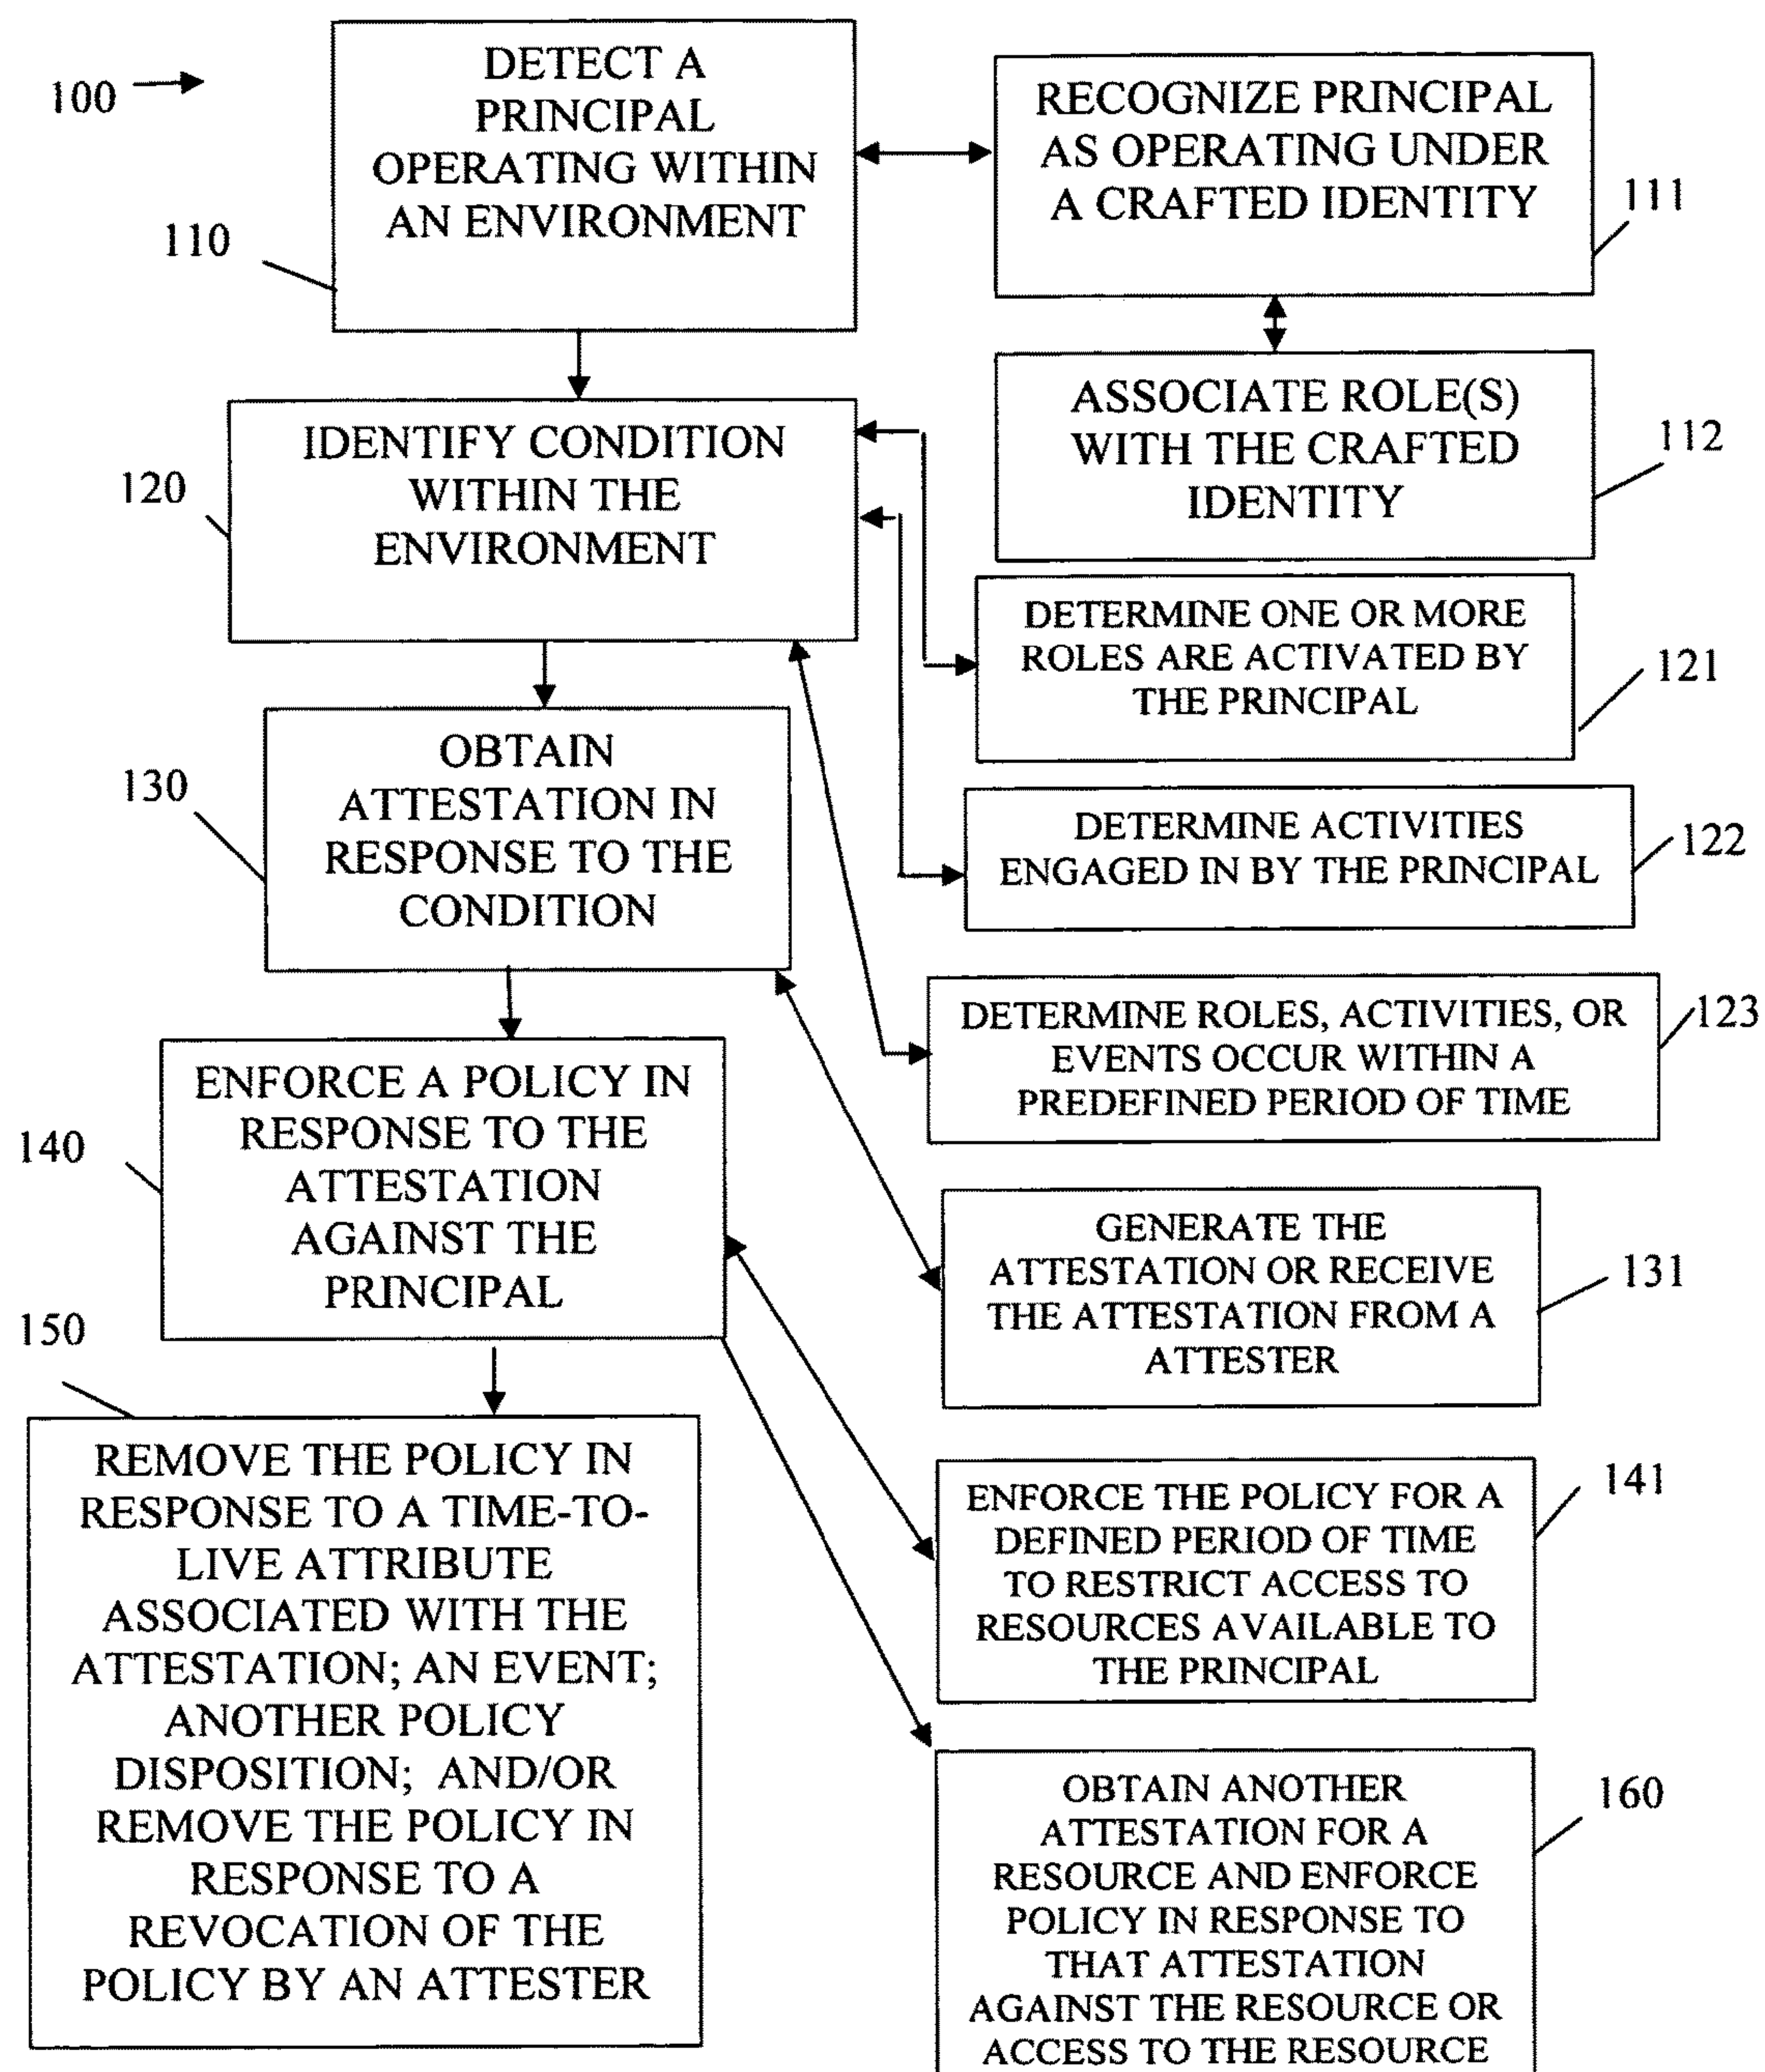 100
DETECT A
PRINCIPAL
OPERATING WITHIN
AN ENVIRONMENT
110
RECOGNIZE PRINCIPAL
AS OPERATING UNDER
A CRAFTED IDENTITY
111
ASSOCIATE ROLE(S)
WITH THE CRAFTED
IDENTITY
112
IDENTIFY CONDITION
WITHIN THE
ENVIRONMENT
120
DETERMINE ONE OR MORE
ROLES ARE ACTIVATED BY
THE PRINCIPAL
121
DETERMINE ACTIVITIES
ENGAGED IN BY THE PRINCIPAL
122
DETERMINE ROLES, ACTIVITIES, OR
EVENTS OCCUR WITHIN A
PREDEFINED PERIOD OF TIME
123
OBTAIN
ATTESTATION IN
RESPONSE TO THE
CONDITION
130
GENERATE THE
ATTESTATION OR RECEIVE
THE ATTESTATION FROM A
ATTESTER
131
ENFORCE A POLICY IN
RESPONSE TO THE
ATTESTATION
AGAINST THE
PRINCIPAL
140
ENFORCE THE POLICY FOR A
DEFINED PERIOD OF TIME
TO RESTRICT ACCESS TO
RESOURCES AVAILABLE TO
THE PRINCIPAL
141
150
REMOVE THE POLICY IN
RESPONSE TO A TIME-TO-
LIVE ATTRIBUTE
ASSOCIATED WITH THE
ATTESTATION; AN EVENT;
ANOTHER POLICY
DISPOSITION; AND/OR
REMOVE THE POLICY IN
RESPONSE TO A
REVOCATION OF THE
POLICY BY AN ATTESTER
OBTAIN ANOTHER
ATTESTATION FOR A
RESOURCE AND ENFORCE
POLICY IN RESPONSE TO
THAT ATTESTATION
AGAINST THE RESOURCE OR
ACCESS TO THE RESOURCE
160